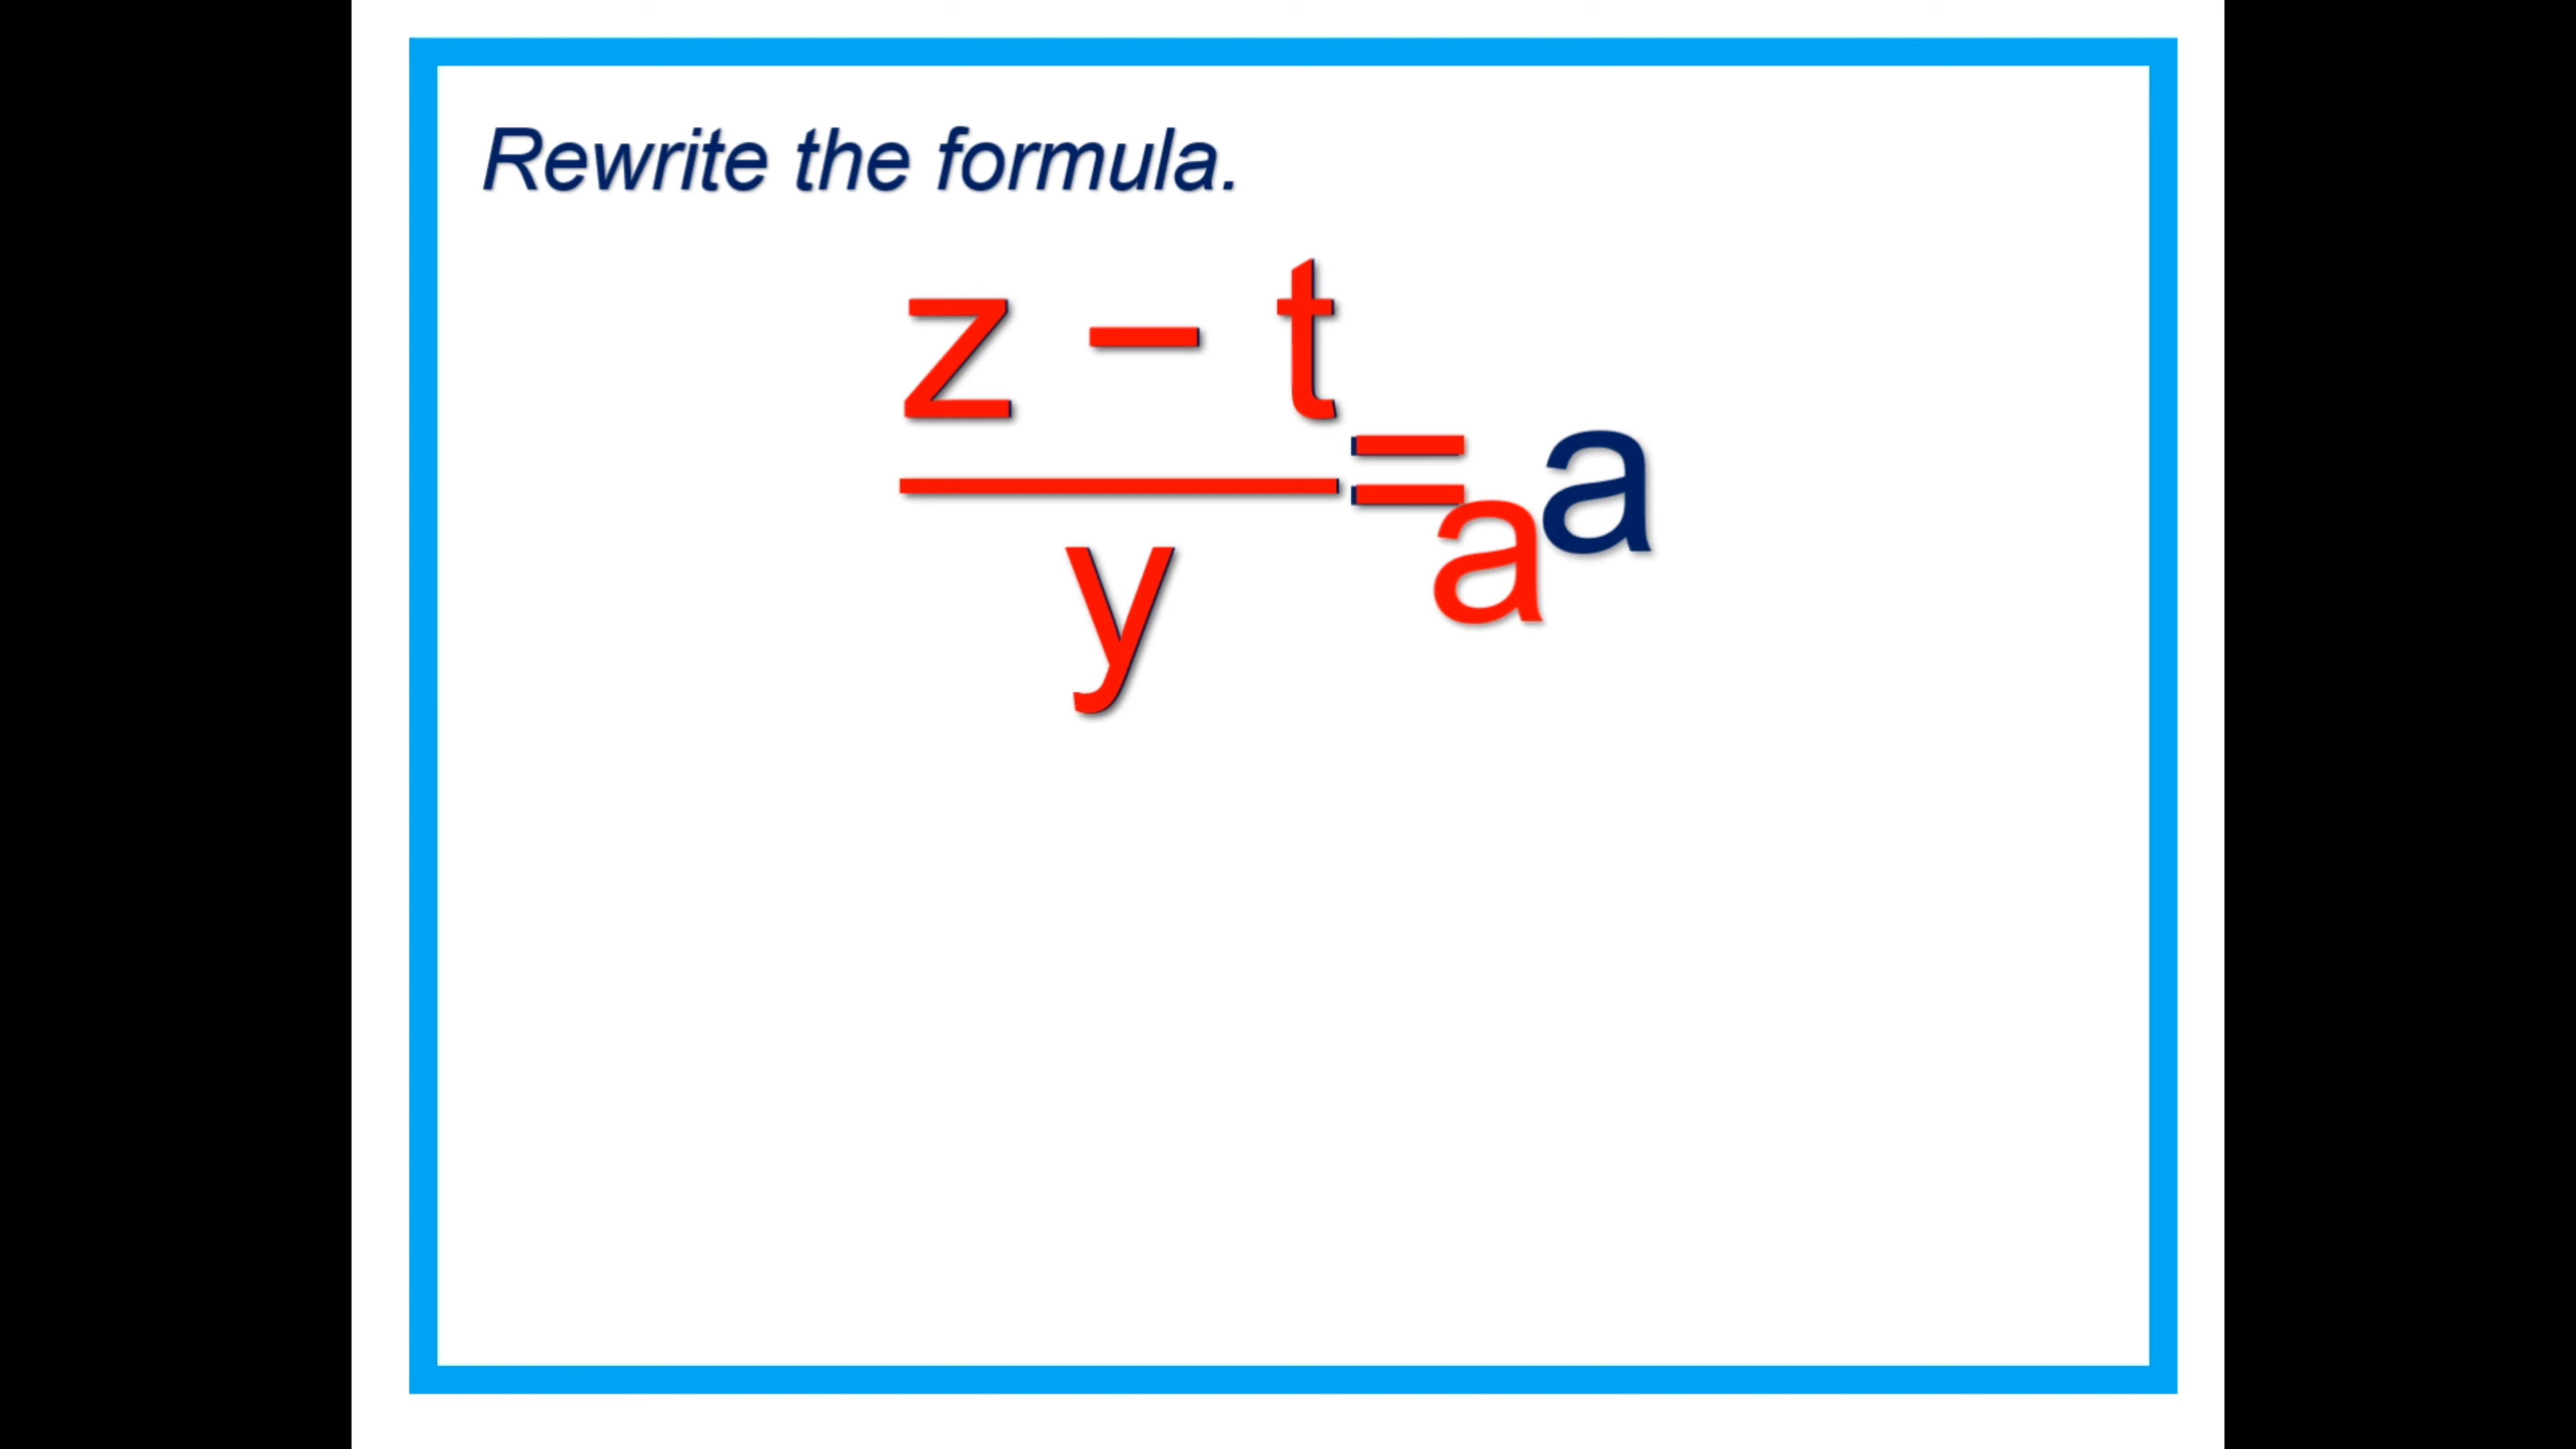 Rewrite the formula.
z − t
= a
a
y